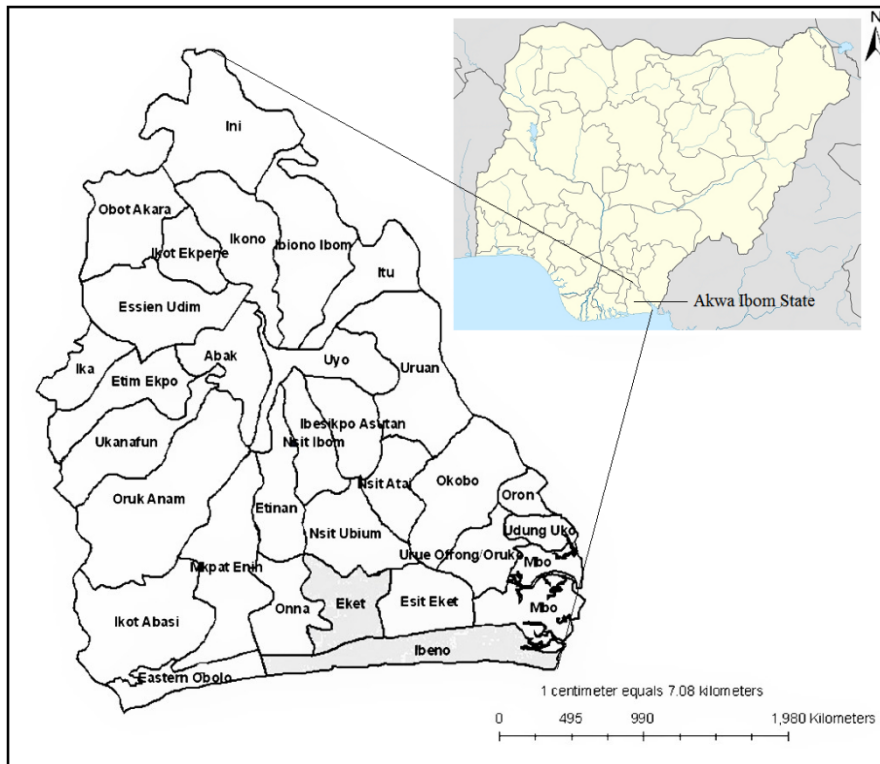 N
Akwa Ibom State
Ini
Obot Akara
Ikono
Ikot Ekpene
Ibiono Ibom
Itu
Essien Udim
Abak
Uyo
Uruan
Ika
Etim Ekpo
Ibesikpo Asutan
Ukanafun
Nsit Ibom
Nsit Atai
Okobo
Oruk Anam
Oron
Etinan
Nsit Ubium
Udung Uko
Urue Offong/Oruko
Mbo
Mkpat Enin
Onna
Eket
Esit Eket
Mbo
Ikot Abasi
Ibeno
Eastern Obolo
1 centimeter equals 7.08 kilometers
0 495 990 1,980 Kilometers